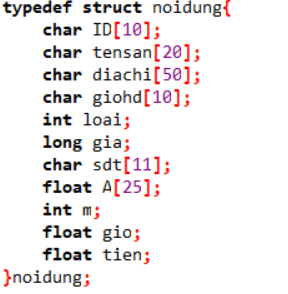 typedef struct noidung{
char ID[10];
char tensan[20];
char diachi[50];
char giohd[10];
int loai;
long gia;
char sdt[11];
float A[25];
int m;
float gio;
float tien;
}noidung;